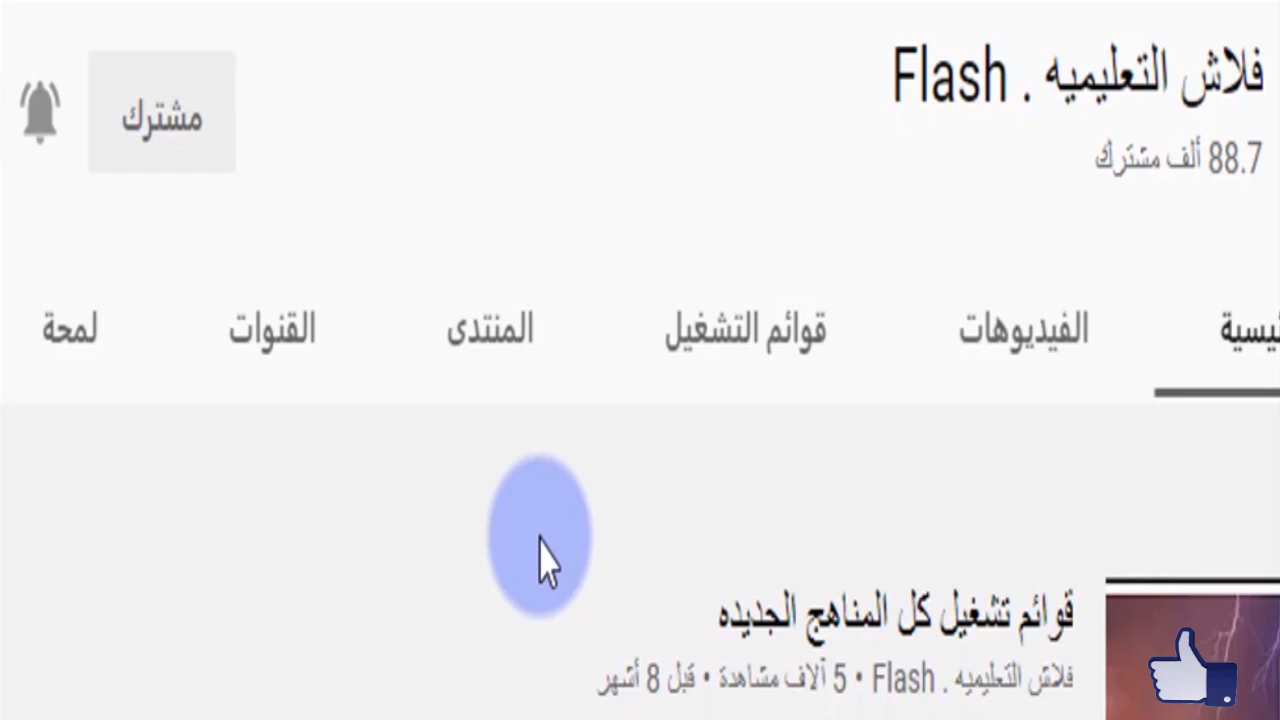 فلاش التعليميه . Flash
88.7 ألف مشترك
مشترك
الفيديوهات
قوائم التشغيل
المنتدى
القنوات
لمحة
قوائم تشغيل كل المناهج الجديده
فلاش التعليميه . Flash • 5 آلاف مشاهدة • قبل 8 أشهر